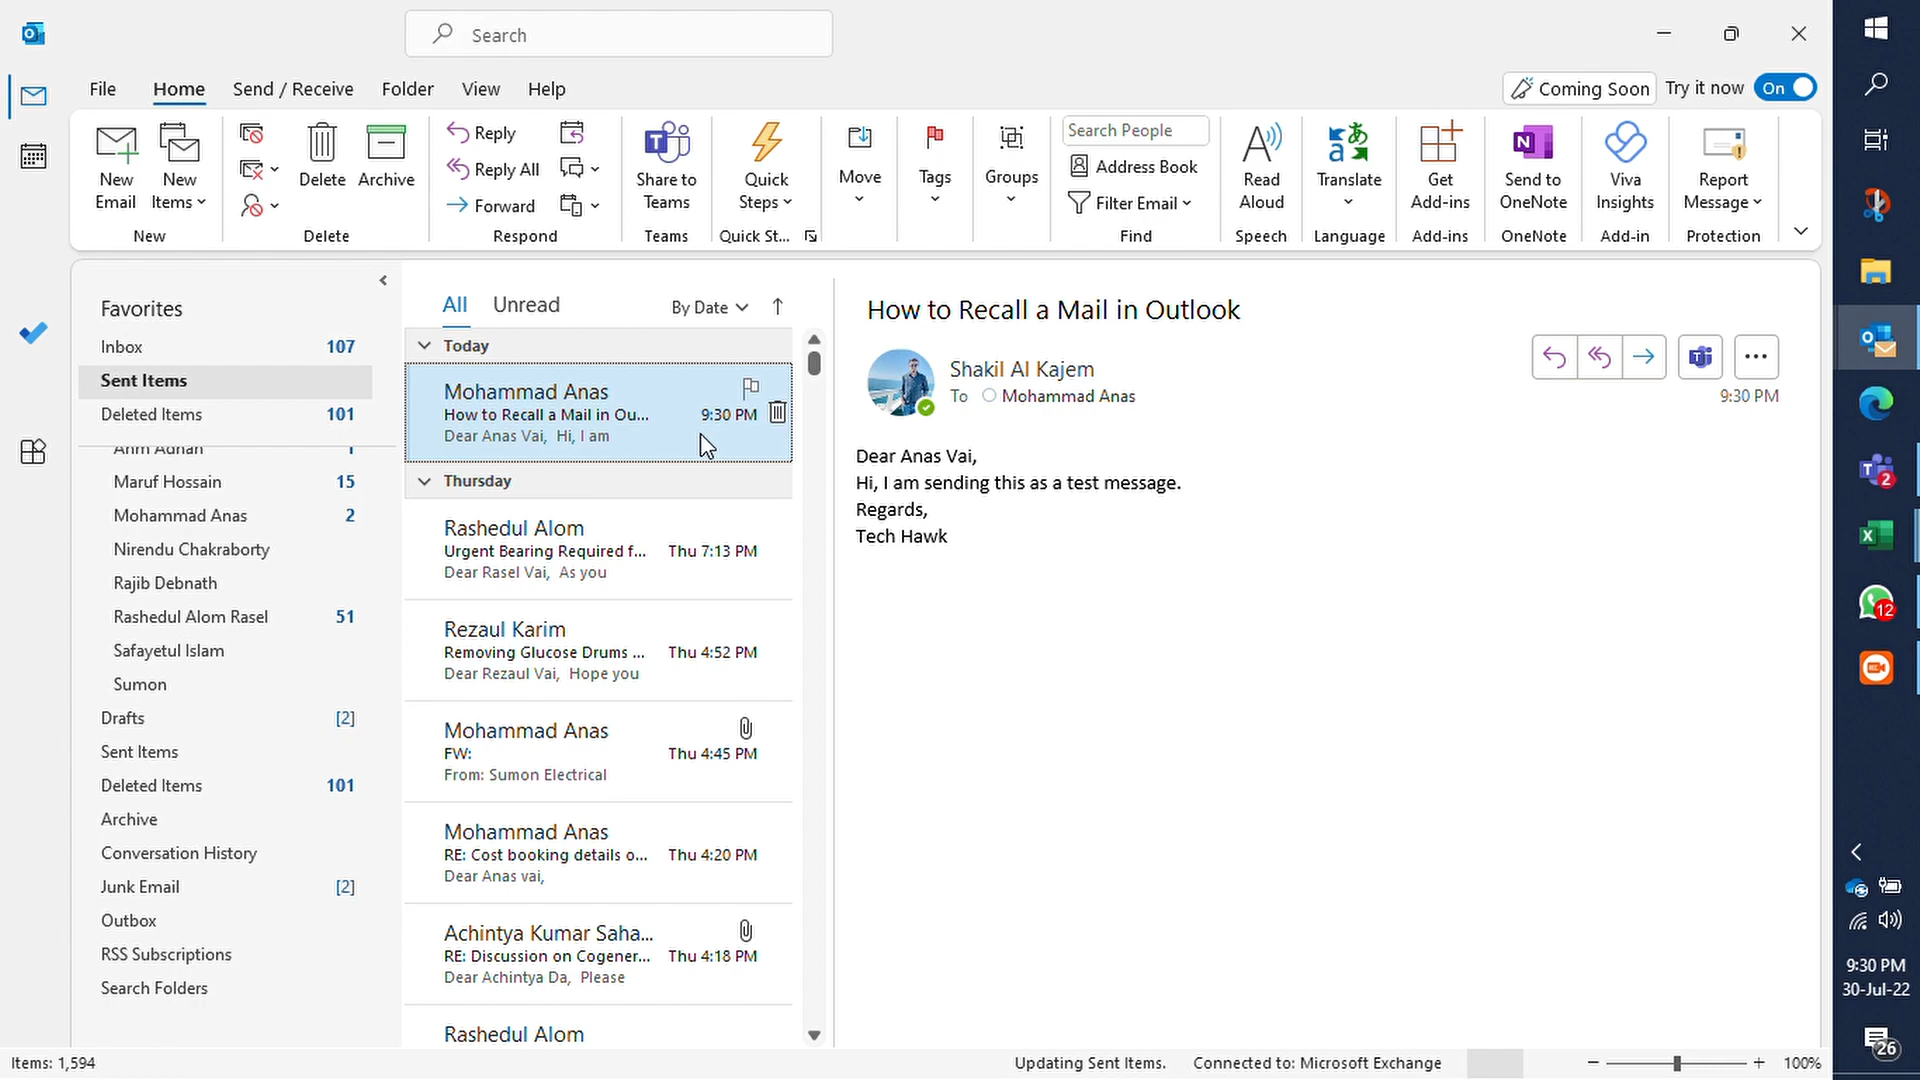 Search
File Home Send / Receive Folder View Help
Coming Soon Try it now On
New Email
New Items
New
Delete
Archive
Delete
Reply
Reply All
Forward
Respond
Share to Teams
Teams
Quick Steps
Quick St...
Move
Tags
Groups
Search People
Address Book
Filter Email
Find
Read Aloud
Speech
Translate
Language
Get Add-ins
Add-ins
Send to OneNote
OneNote
Viva Insights
Add-in
Report Message
Protection
Favorites
Inbox 107
Sent Items
Deleted Items 101
Maruf Hossain 15
Mohammad Anas 2
Nirendu Chakraborty
Rajib Debnath
Rashedul Alom Rasel 51
Safayetul Islam
Sumon
Drafts [2]
Sent Items
Deleted Items 101
Archive
Conversation History
Junk Email [2]
Outbox
RSS Subscriptions
Search Folders
All Unread By Date
Today
Mohammad Anas
How to Recall a Mail in Ou... 9:30 PM
Dear Anas Vai, Hi, I am
Thursday
Rashedul Alom
Urgent Bearing Required f... Thu 7:13 PM
Dear Rasel Vai, As you
Rezaul Karim
Removing Glucose Drums ... Thu 4:52 PM
Dear Rezaul Vai, Hope you
Mohammad Anas
FW: Thu 4:45 PM
From: Sumon Electrical
Mohammad Anas
RE: Cost booking details o... Thu 4:20 PM
Dear Anas vai,
Achintya Kumar Saha...
RE: Discussion on Cogener... Thu 4:18 PM
Dear Achintya Da, Please
Rashedul Alom
How to Recall a Mail in Outlook
Shakil Al Kajem
To Mohammad Anas
9:30 PM
Dear Anas Vai,
Hi, I am sending this as a test message.
Regards,
Tech Hawk
2
12
9:30 PM
30-Jul-22
26
Items: 1,594
Updating Sent Items. Connected to: Microsoft Exchange 100%